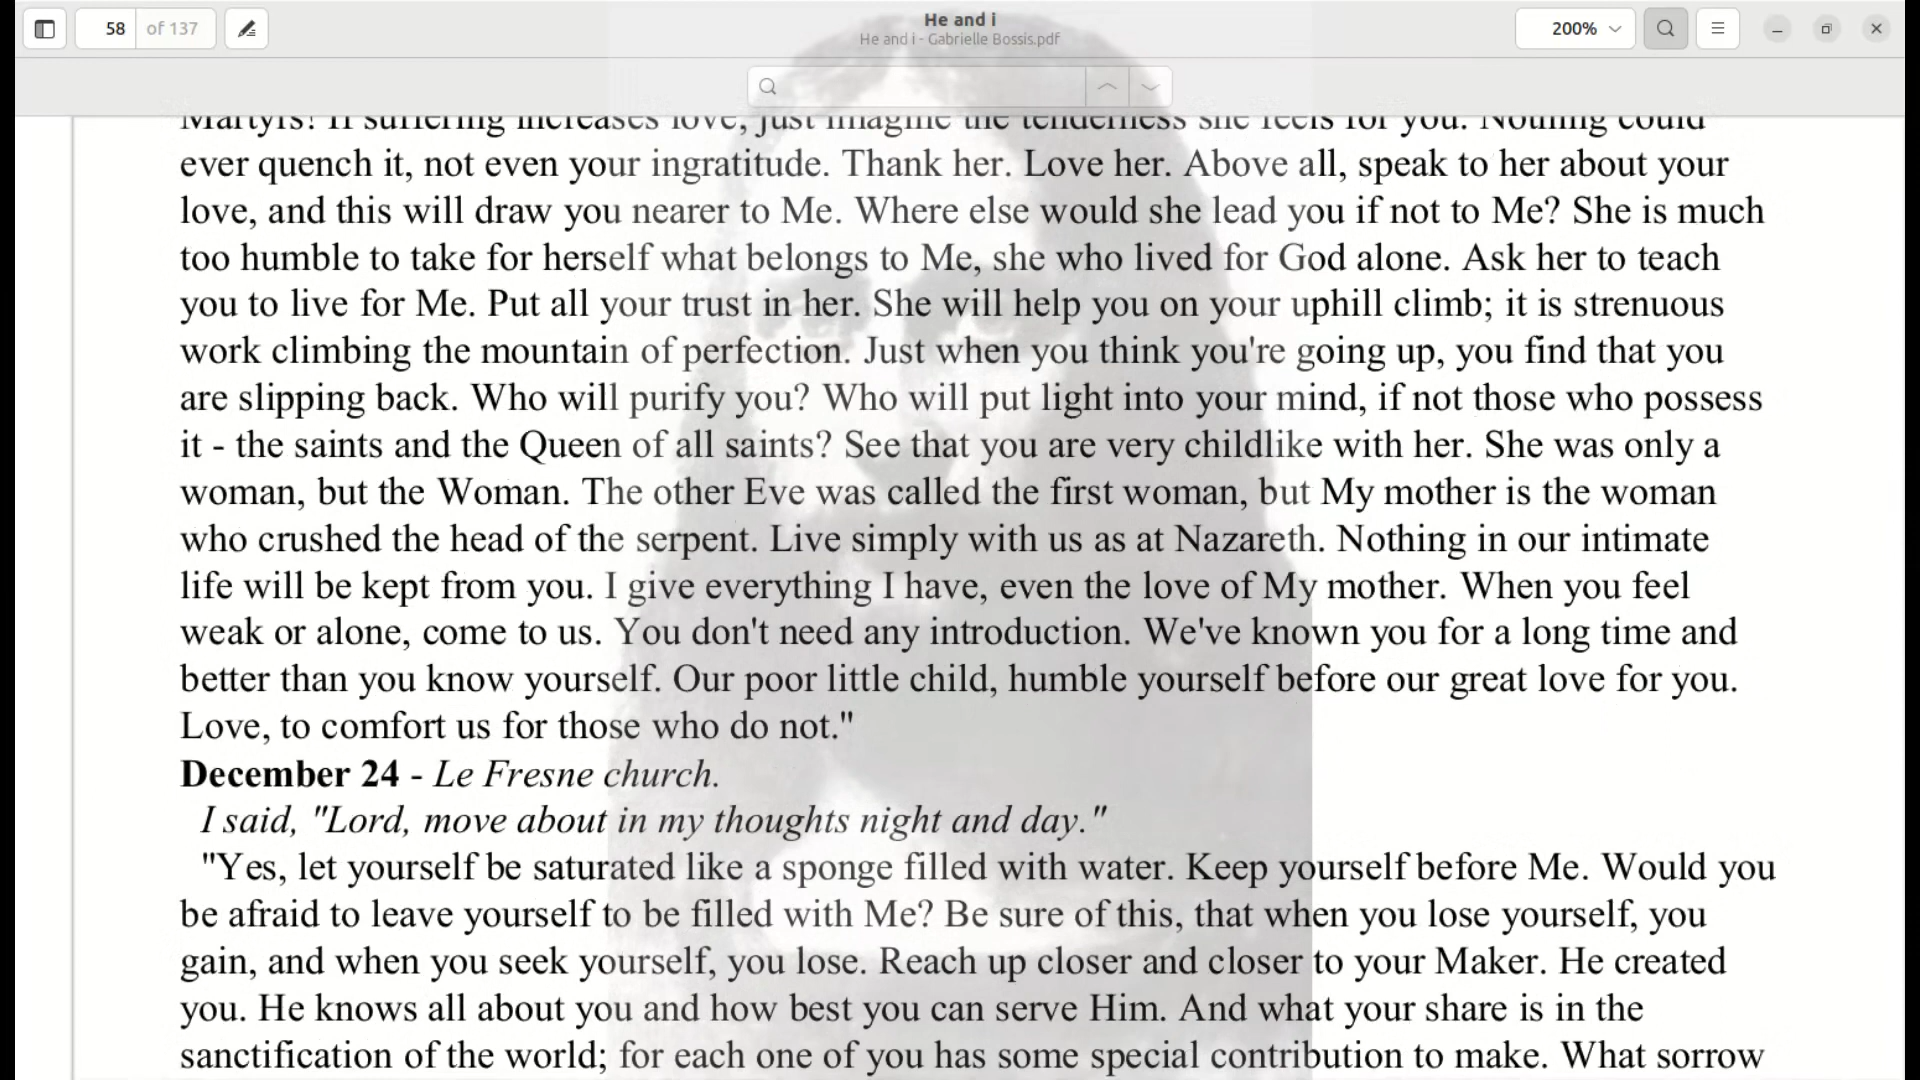 He and i
He and i - Gabrielle Bossis.pdf
58 of 137
200%
Martyrs! If suffering increases love, just imagine the tenderness she feels for you. Nothing could
ever quench it, not even your ingratitude. Thank her. Love her. Above all, speak to her about your
love, and this will draw you nearer to Me. Where else would she lead you if not to Me? She is much
too humble to take for herself what belongs to Me, she who lived for God alone. Ask her to teach
you to live for Me. Put all your trust in her. She will help you on your uphill climb; it is strenuous
work climbing the mountain of perfection. Just when you think you're going up, you find that you
are slipping back. Who will purify you? Who will put light into your mind, if not those who possess
it - the saints and the Queen of all saints? See that you are very childlike with her. She was only a
woman, but the Woman. The other Eve was called the first woman, but My mother is the woman
who crushed the head of the serpent. Live simply with us as at Nazareth. Nothing in our intimate
life will be kept from you. I give everything I have, even the love of My mother. When you feel
weak or alone, come to us. You don't need any introduction. We've known you for a long time and
better than you know yourself. Our poor little child, humble yourself before our great love for you.
Love, to comfort us for those who do not."
December 24 - Le Fresne church.
I said, "Lord, move about in my thoughts night and day."
"Yes, let yourself be saturated like a sponge filled with water. Keep yourself before Me. Would you
be afraid to leave yourself to be filled with Me? Be sure of this, that when you lose yourself, you
gain, and when you seek yourself, you lose. Reach up closer and closer to your Maker. He created
you. He knows all about you and how best you can serve Him. And what your share is in the
sanctification of the world; for each one of you has some special contribution to make. What sorrow